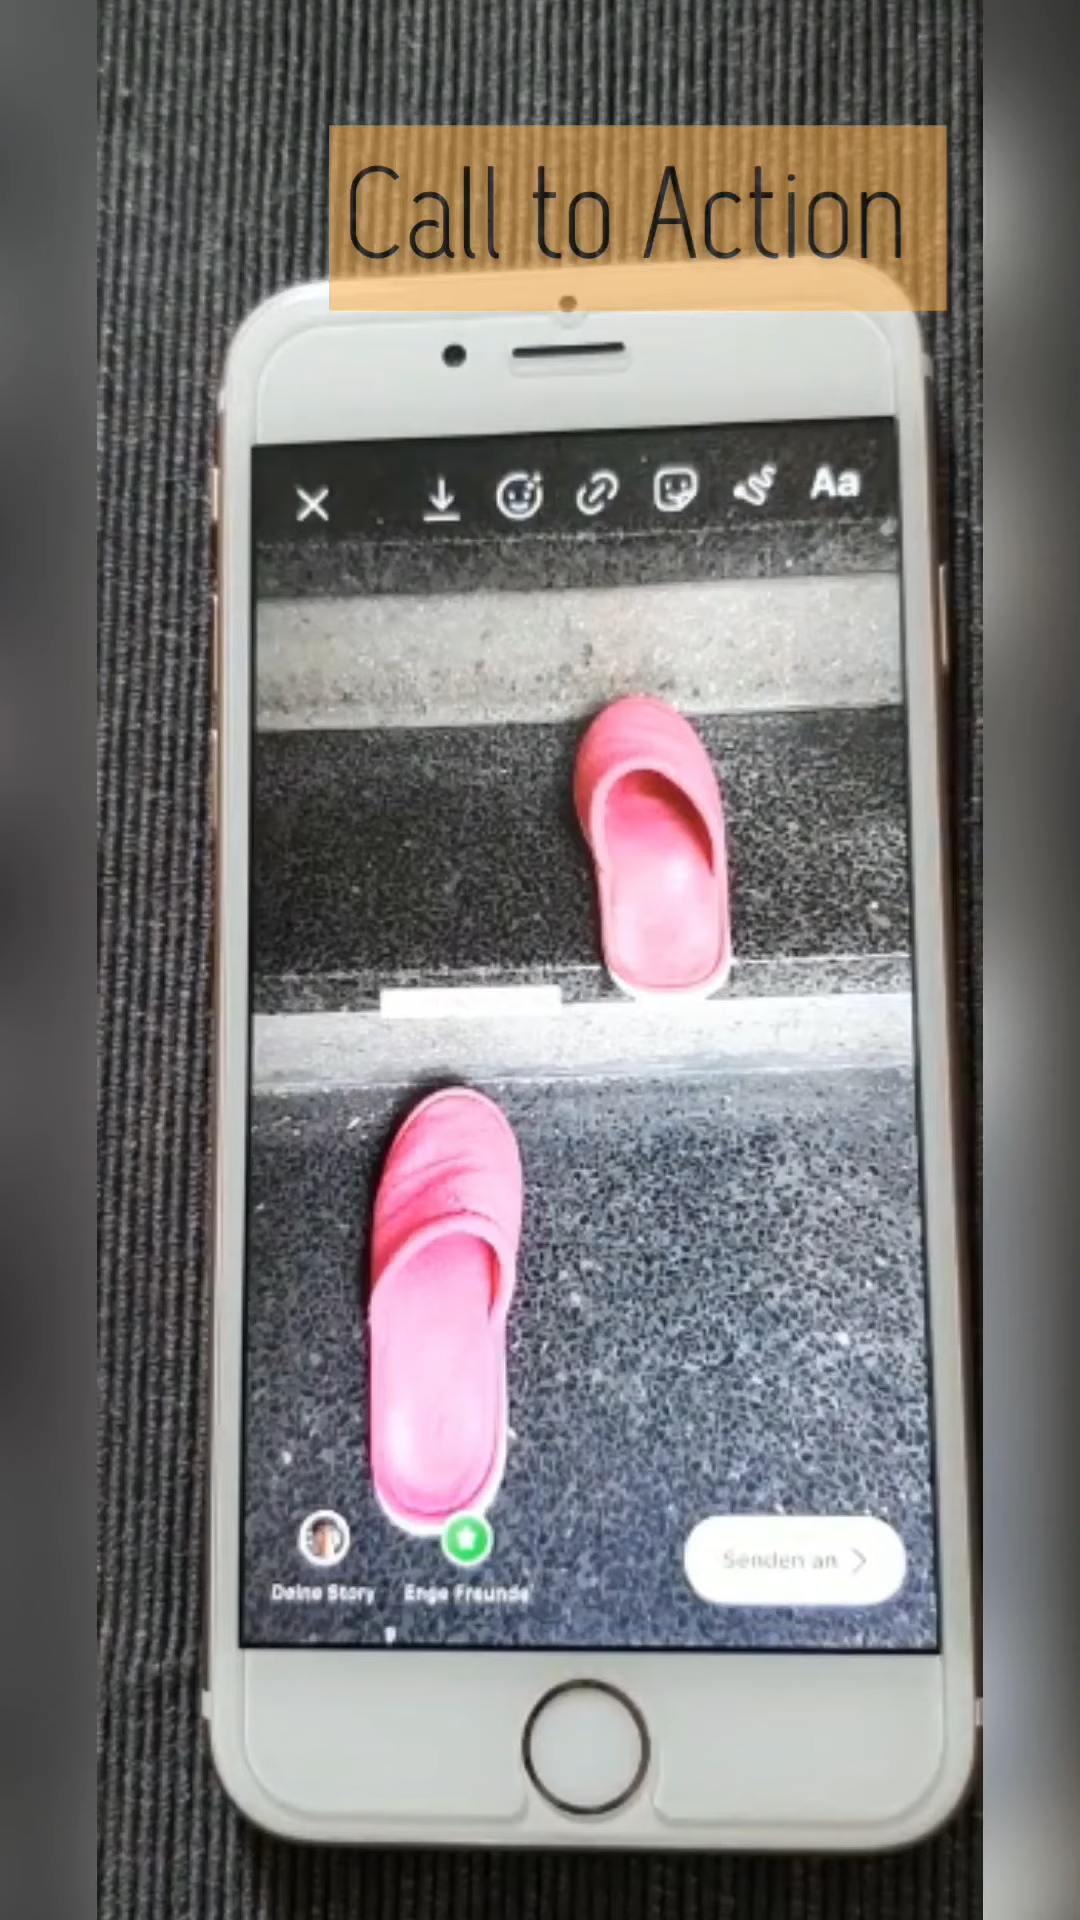 Call to Action
Aa
Deine Story
Enge Freunde
Senden an